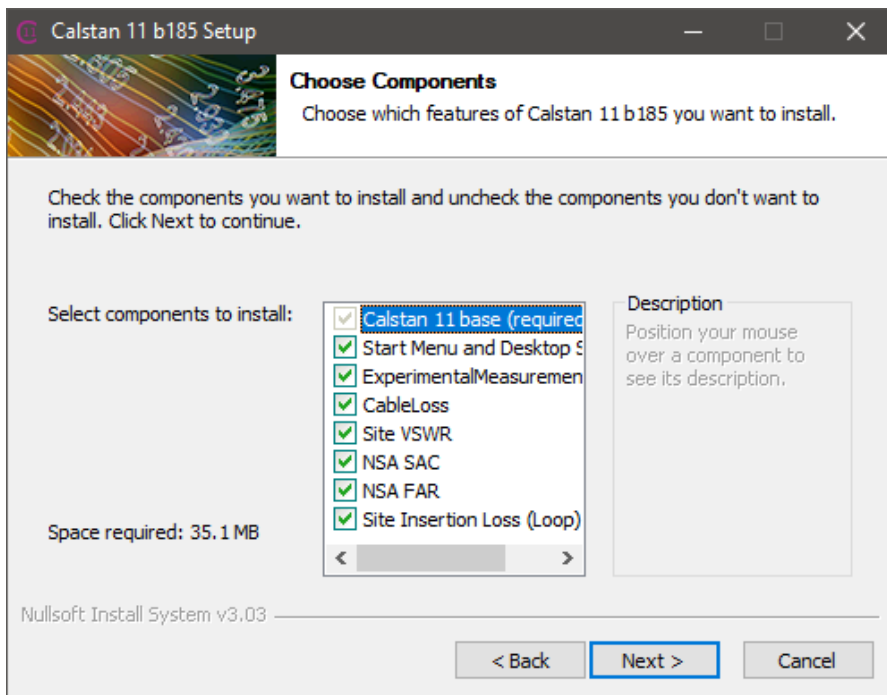 Calstan 11 b185 Setup
Choose Components
Choose which features of Calstan 11 b185 you want to install.
Check the components you want to install and uncheck the components you don't want to
install. Click Next to continue.
Select components to install:
Calstan 11 base (required
Start Menu and Desktop S
ExperimentalMeasuremen
CableLoss
Site VSWR
NSA SAC
NSA FAR
Site Insertion Loss (Loop)
Description
Position your mouse
over a component to
see its description.
Space required: 35.1 MB
Nullsoft Install System v3.03
< Back
Next >
Cancel